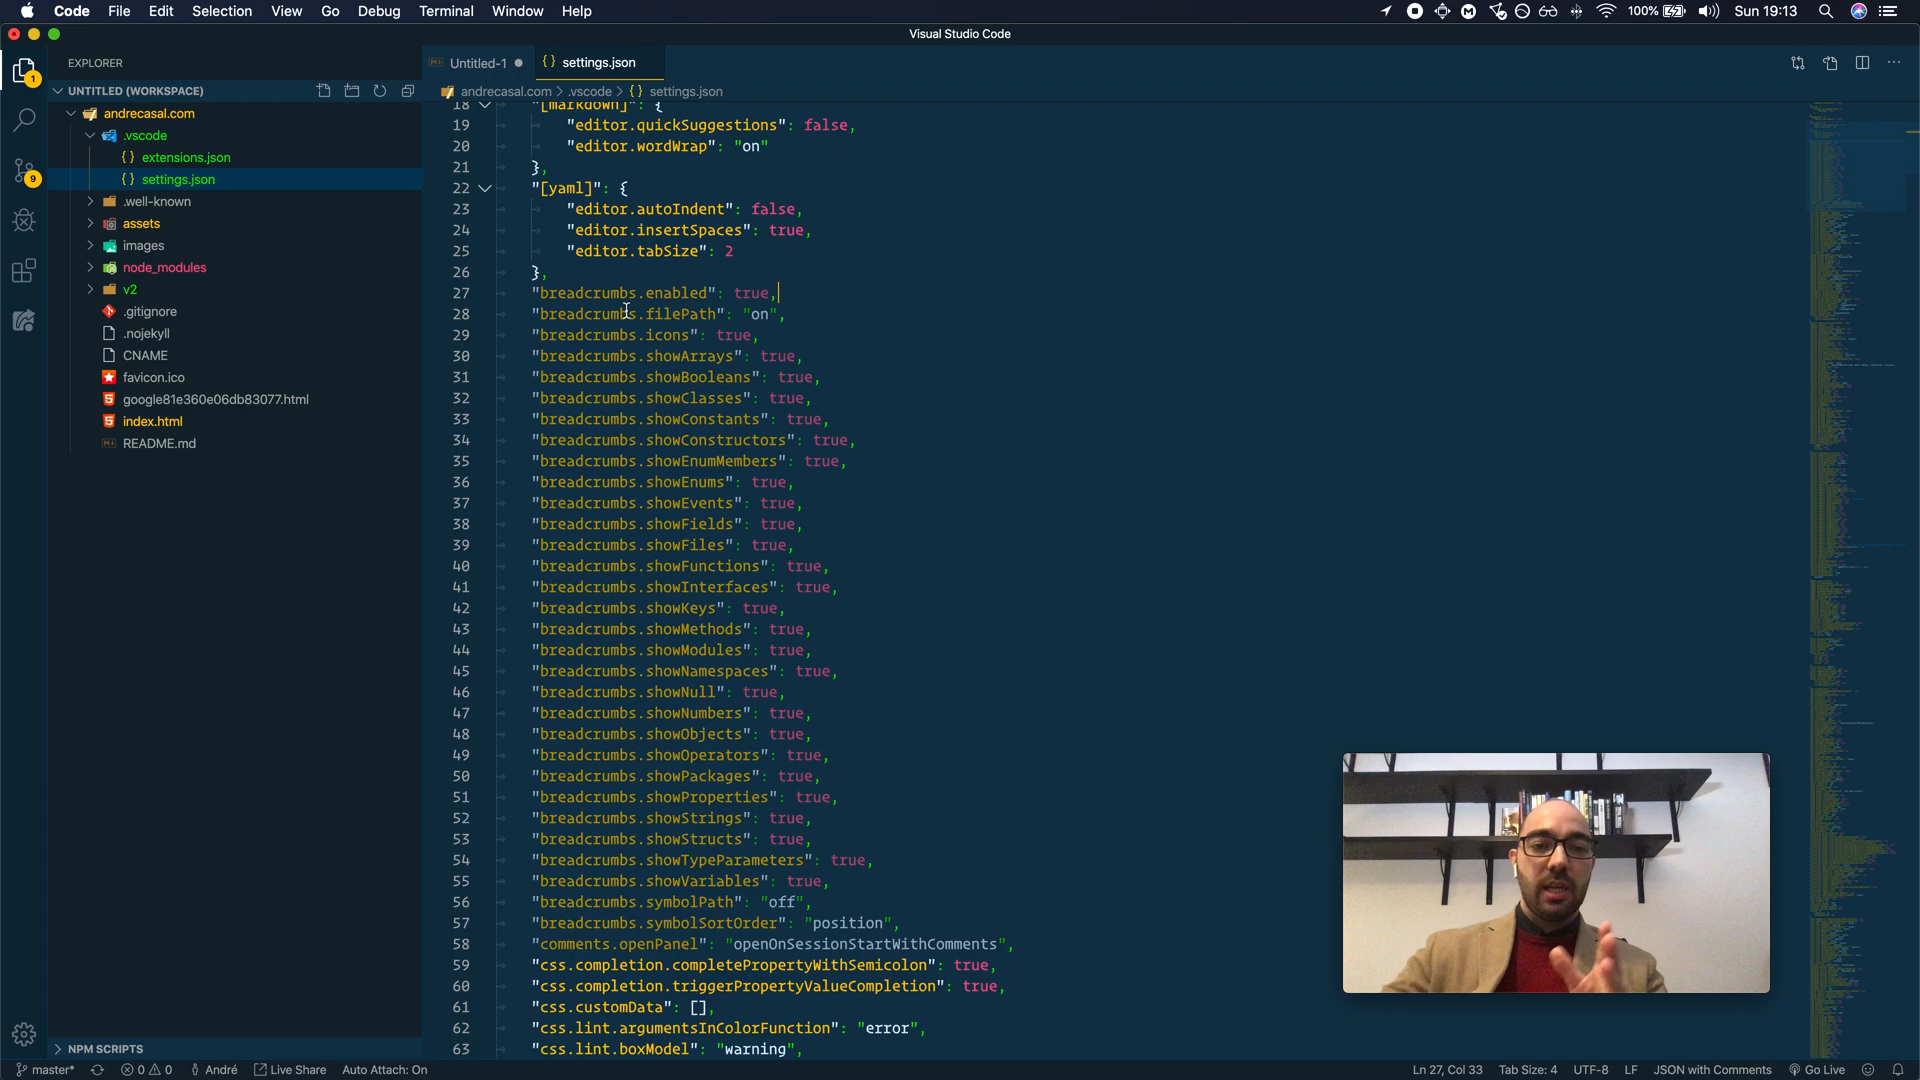 Code File Edit Selection View Go Debug Terminal Window Help
100% Sun 19:13
Visual Studio Code
EXPLORER
UNTITLED (WORKSPACE)
andrecasal.com
.vscode
{} extensions.json
{} settings.json
.well-known
assets
images
node_modules
v2
.gitignore
.nojekyll
CNAME
favicon.ico
google81e360e06db83077.html
index.html
README.md
NPM SCRIPTS
1
9
Untitled-1
{} settings.json
andrecasal.com > .vscode > {} settings.json
18 "[markdown]": {
19 "editor.quickSuggestions": false,
20 "editor.wordWrap": "on"
21 },
22 "[yaml]": {
23 "editor.autoIndent": false,
24 "editor.insertSpaces": true,
25 "editor.tabSize": 2
26 },
27 "breadcrumbs.enabled": true,
28 "breadcrumbs.filePath": "on",
29 "breadcrumbs.icons": true,
30 "breadcrumbs.showArrays": true,
31 "breadcrumbs.showBooleans": true,
32 "breadcrumbs.showClasses": true,
33 "breadcrumbs.showConstants": true,
34 "breadcrumbs.showConstructors": true,
35 "breadcrumbs.showEnumMembers": true,
36 "breadcrumbs.showEnums": true,
37 "breadcrumbs.showEvents": true,
38 "breadcrumbs.showFields": true,
39 "breadcrumbs.showFiles": true,
40 "breadcrumbs.showFunctions": true,
41 "breadcrumbs.showInterfaces": true,
42 "breadcrumbs.showKeys": true,
43 "breadcrumbs.showMethods": true,
44 "breadcrumbs.showModules": true,
45 "breadcrumbs.showNamespaces": true,
46 "breadcrumbs.showNull": true,
47 "breadcrumbs.showNumbers": true,
48 "breadcrumbs.showObjects": true,
49 "breadcrumbs.showOperators": true,
50 "breadcrumbs.showPackages": true,
51 "breadcrumbs.showProperties": true,
52 "breadcrumbs.showStrings": true,
53 "breadcrumbs.showStructs": true,
54 "breadcrumbs.showTypeParameters": true,
55 "breadcrumbs.showVariables": true,
56 "breadcrumbs.symbolPath": "off",
57 "breadcrumbs.symbolSortOrder": "position",
58 "comments.openPanel": "openOnSessionStartWithComments",
59 "css.completion.completePropertyWithSemicolon": true,
60 "css.completion.triggerPropertyValueCompletion": true,
61 "css.customData": [],
62 "css.lint.argumentsInColorFunction": "error",
63 "css.lint.boxModel": "warning",
master* 0 0 André Live Share Auto Attach: On
Ln 27, Col 33 Tab Size: 4 UTF-8 LF JSON with Comments Go Live